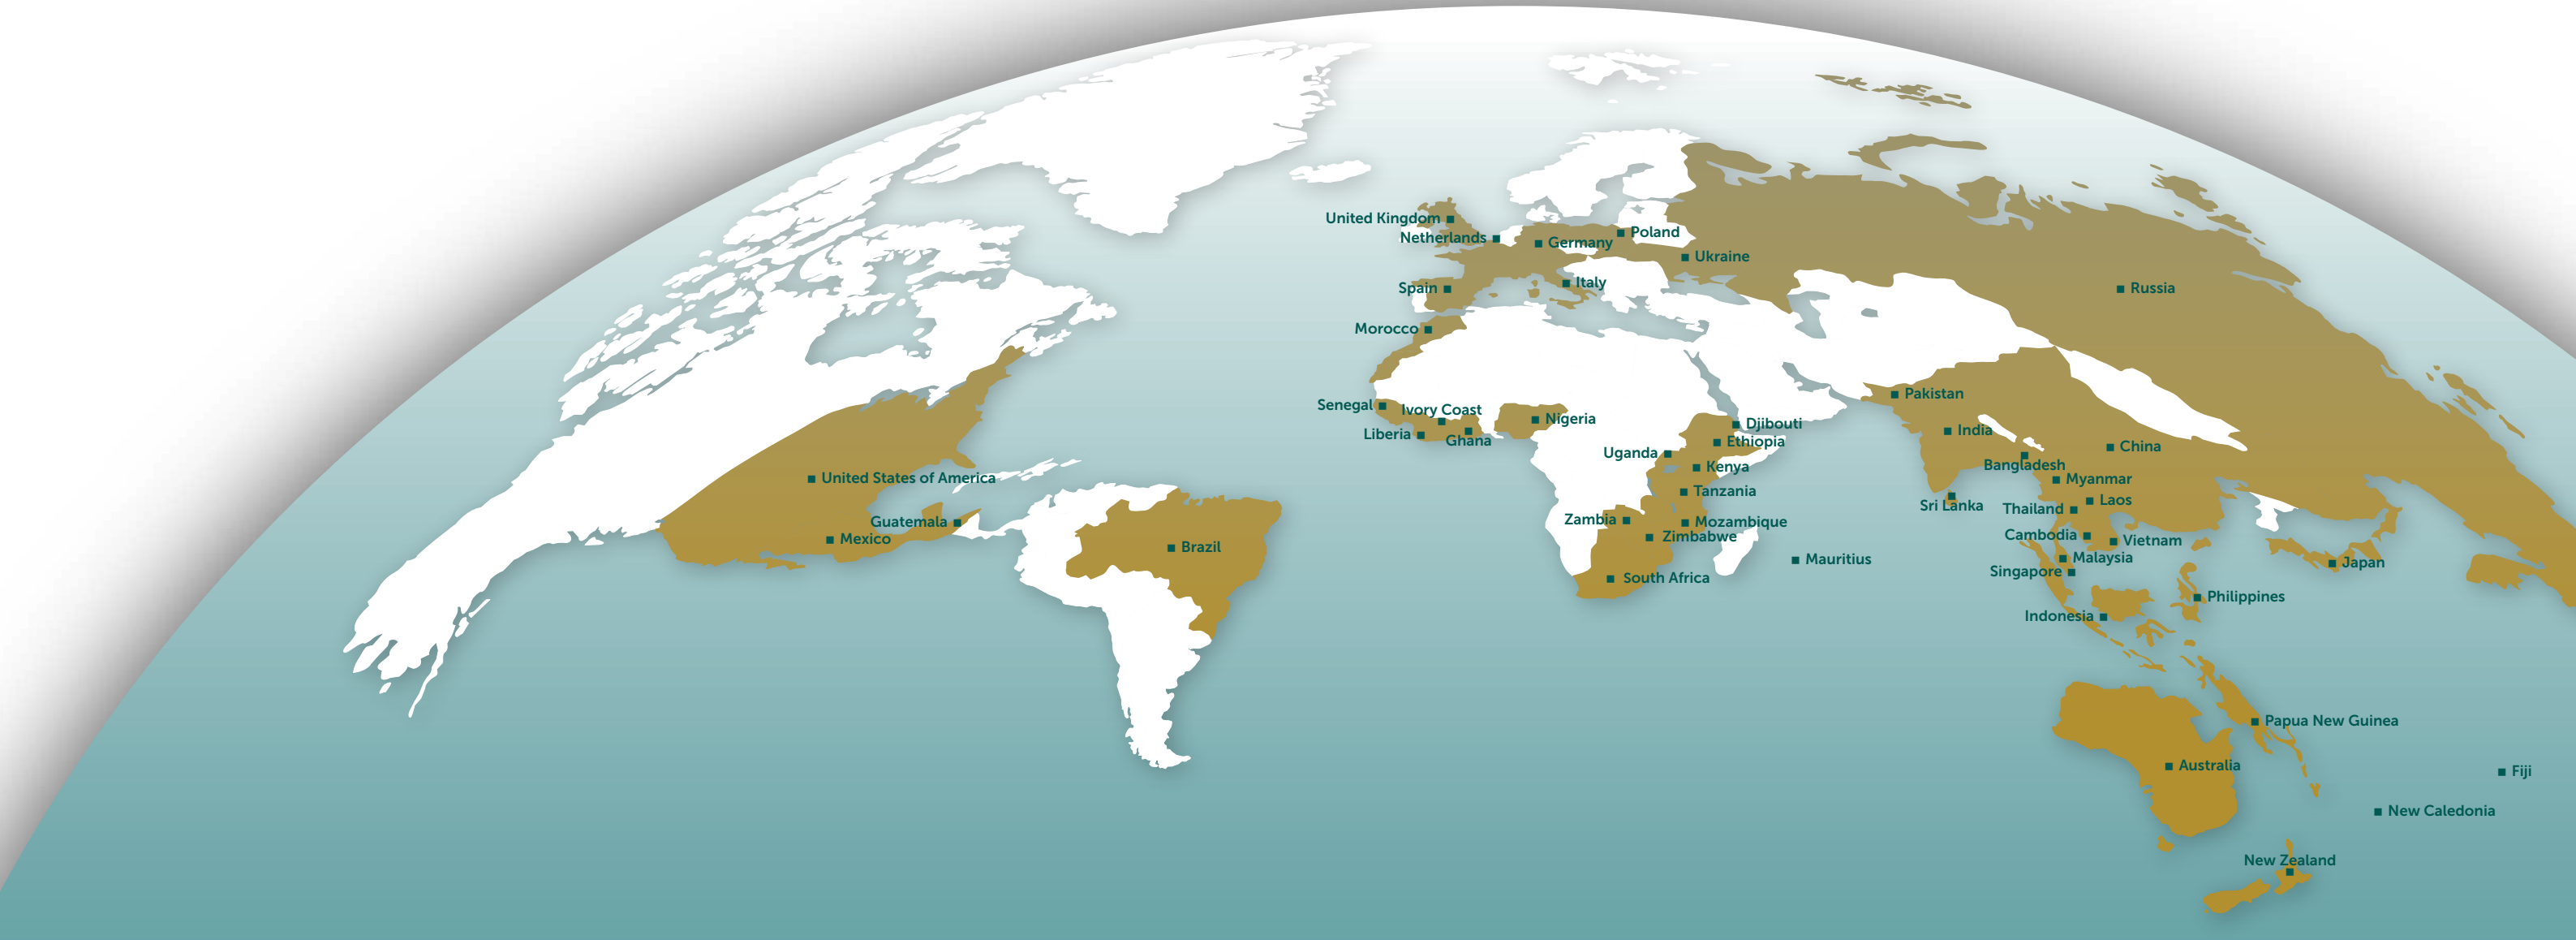 United Kingdom
Netherlands
Germany
Poland
Ukraine
Spain
Italy
Russia
Morocco
Senegal
Ivory Coast
Liberia
Ghana
Nigeria
Djibouti
Ethiopia
Uganda
Kenya
Tanzania
Zambia
Mozambique
Zimbabwe
South Africa
Mauritius
United States of America
Guatemala
Mexico
Brazil
Pakistan
India
China
Bangladesh
Myanmar
Sri Lanka
Laos
Thailand
Cambodia
Vietnam
Malaysia
Singapore
Japan
Philippines
Indonesia
Papua New Guinea
Australia
Fiji
New Caledonia
New Zealand